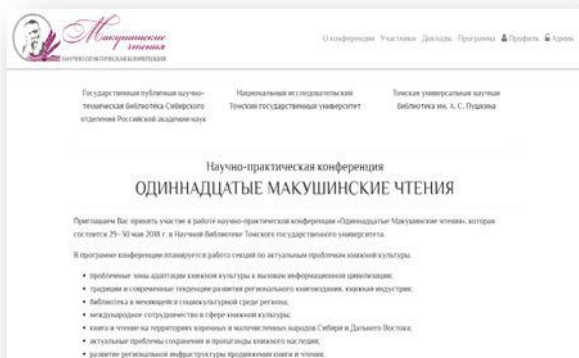 Макушинские
чтения
НАУЧНО-ПРАКТИЧЕСКАЯ КОНФЕРЕНЦИЯ
О конференции Участники Доклады Программа Профиль Админ
Государственная публичная научно-
техническая библиотека Сибирского
отделения Российской академии наук
Национальный исследовательский
Томский государственный университет
Томская универсальная научная
библиотека им. А. С. Пушкина
Научно-практическая конференция
ОДИННАДЦАТЫЕ МАКУШИНСКИЕ ЧТЕНИЯ
Приглашаем Вас принять участие в работе научно-практической конференции «Одиннадцатые Макушинские чтения», которая
состоится 29–30 мая 2018 г. в Научной библиотеке Томского государственного университета.
В программе конференции планируется работа секций по актуальным проблемам книжной культуры:
• проблемные зоны адаптации книжной культуры к вызовам информационной цивилизации;
• традиции и современные тенденции развития регионального книгоиздания, книжная индустрия;
• библиотека в меняющейся социокультурной среде региона;
• международное сотрудничество в сфере книжной культуры;
• книга и чтение на территориях коренных и малочисленных народов Сибири и Дальнего Востока;
• актуальные проблемы сохранения и пропаганды книжного наследия;
• развитие региональной инфраструктуры продвижения книги и чтения.